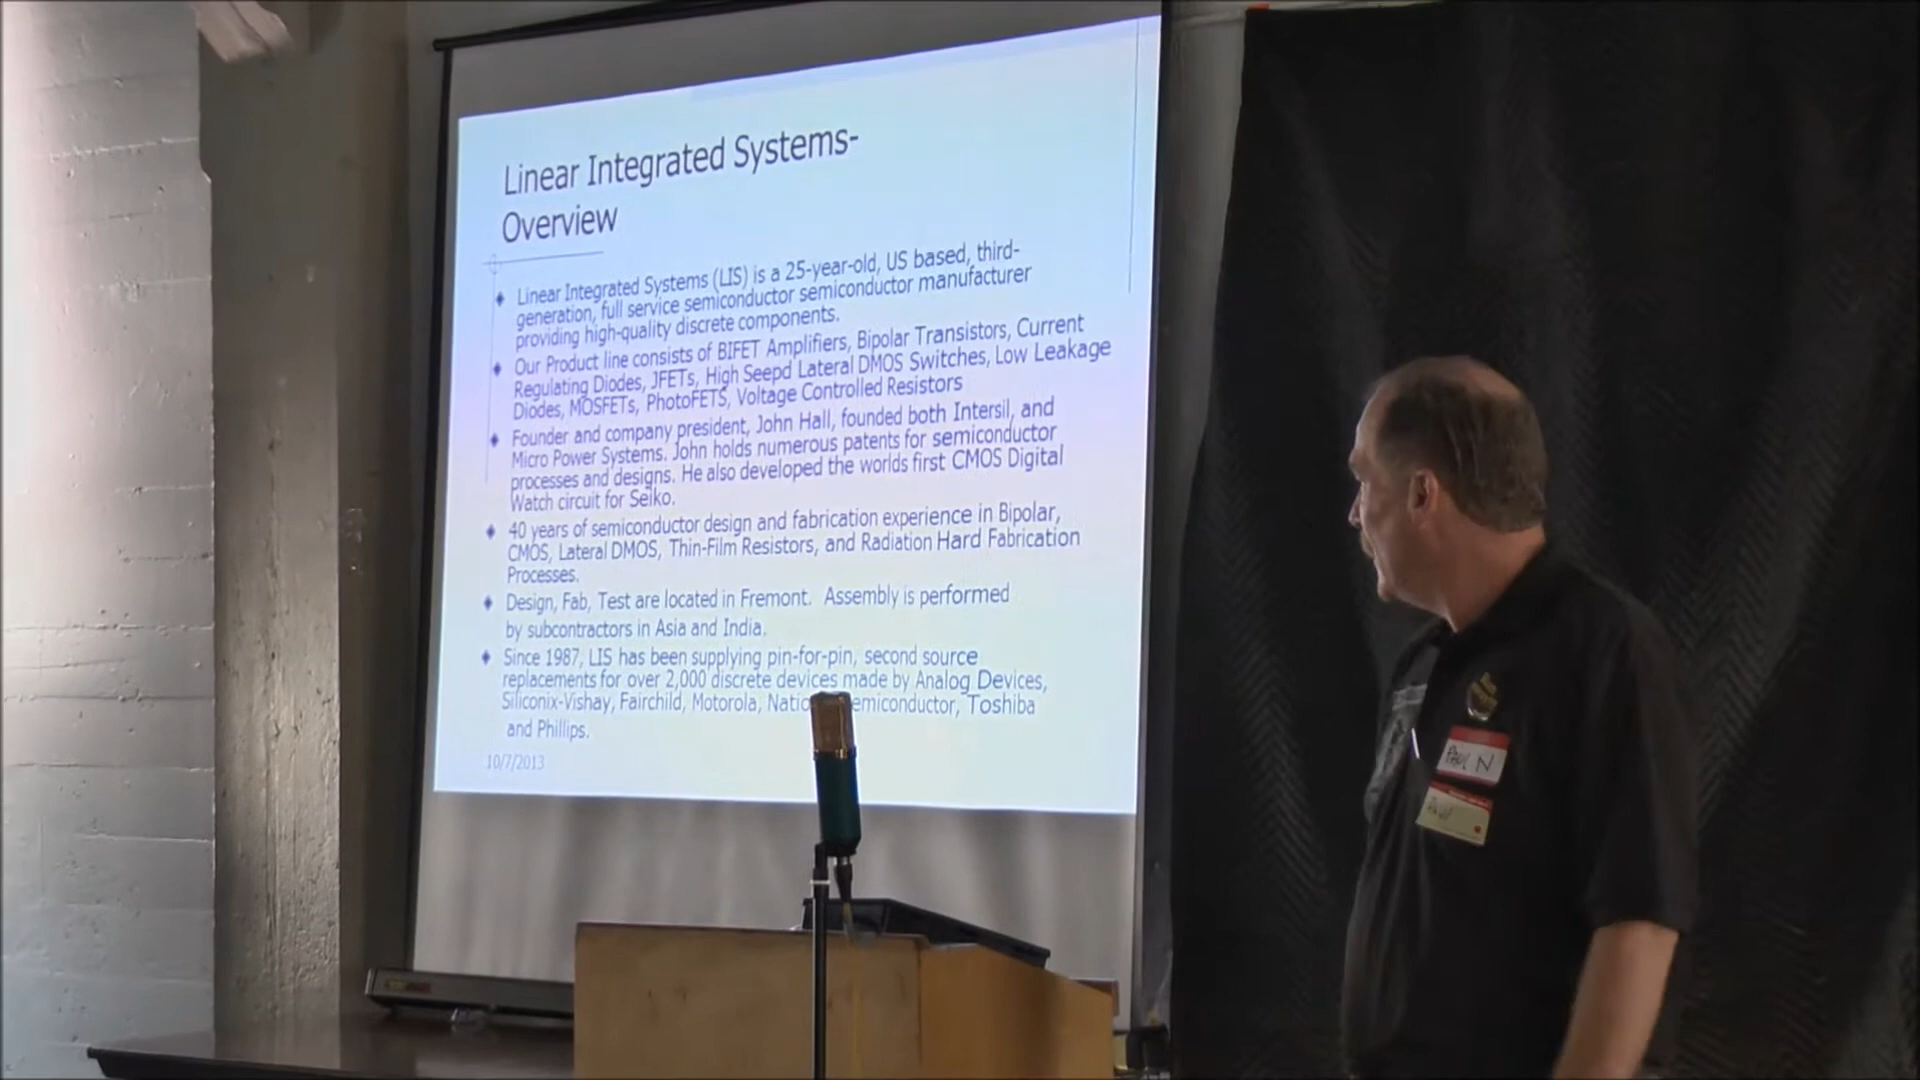 Linear Integrated Systems-
Overview
Linear Integrated Systems (LIS) is a 25-year-old, US based, third-
generation, full service semiconductor semiconductor manufacturer
providing high-quality discrete components.
Our Product line consists of BIFET Amplifiers, Bipolar Transistors, Current
Regulating Diodes, JFETs, High Seepd Lateral DMOS Switches, Low Leakage
Diodes, MOSFETs, PhotoFETS, Voltage Controlled Resistors
Founder and company president, John Hall, founded both Intersil, and
Micro Power Systems. John holds numerous patents for semiconductor
processes and designs. He also developed the worlds first CMOS Digital
Watch circuit for Seiko.
40 years of semiconductor design and fabrication experience in Bipolar,
CMOS, Lateral DMOS, Thin-Film Resistors, and Radiation Hard Fabrication
Processes.
Design, Fab, Test are located in Fremont. Assembly is performed
by subcontractors in Asia and India.
Since 1987, LIS has been supplying pin-for-pin, second source
replacements for over 2,000 discrete devices made by Analog Devices,
Siliconix-Vishay, Fairchild, Motorola, Natio emiconductor, Toshiba
and Phillips.
10/7/2013
PAUL N